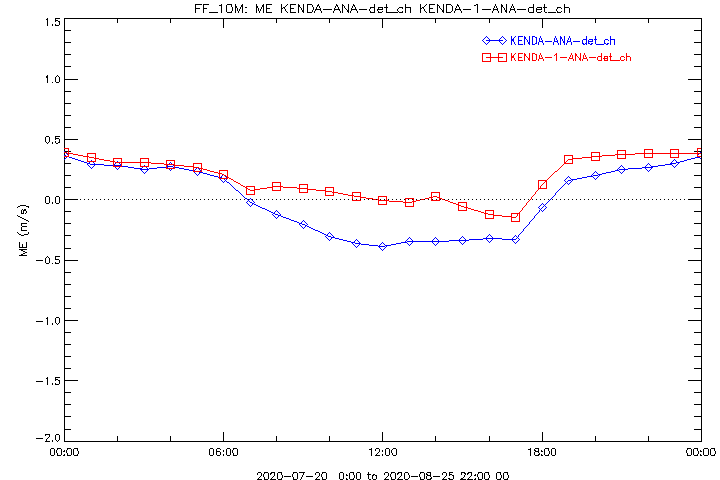 FF_10M: ME KENDA-ANA-det_ch KENDA-1-ANA-det_ch
KENDA-ANA-det_ch
KENDA-1-ANA-det_ch
1.5
1.0
0.5
0.0
-0.5
-1.0
-1.5
-2.0
ME (m/s)
00:00 06:00 12:00 18:00 00:00
2020-07-20 0:00 to 2020-08-25 22:00 00